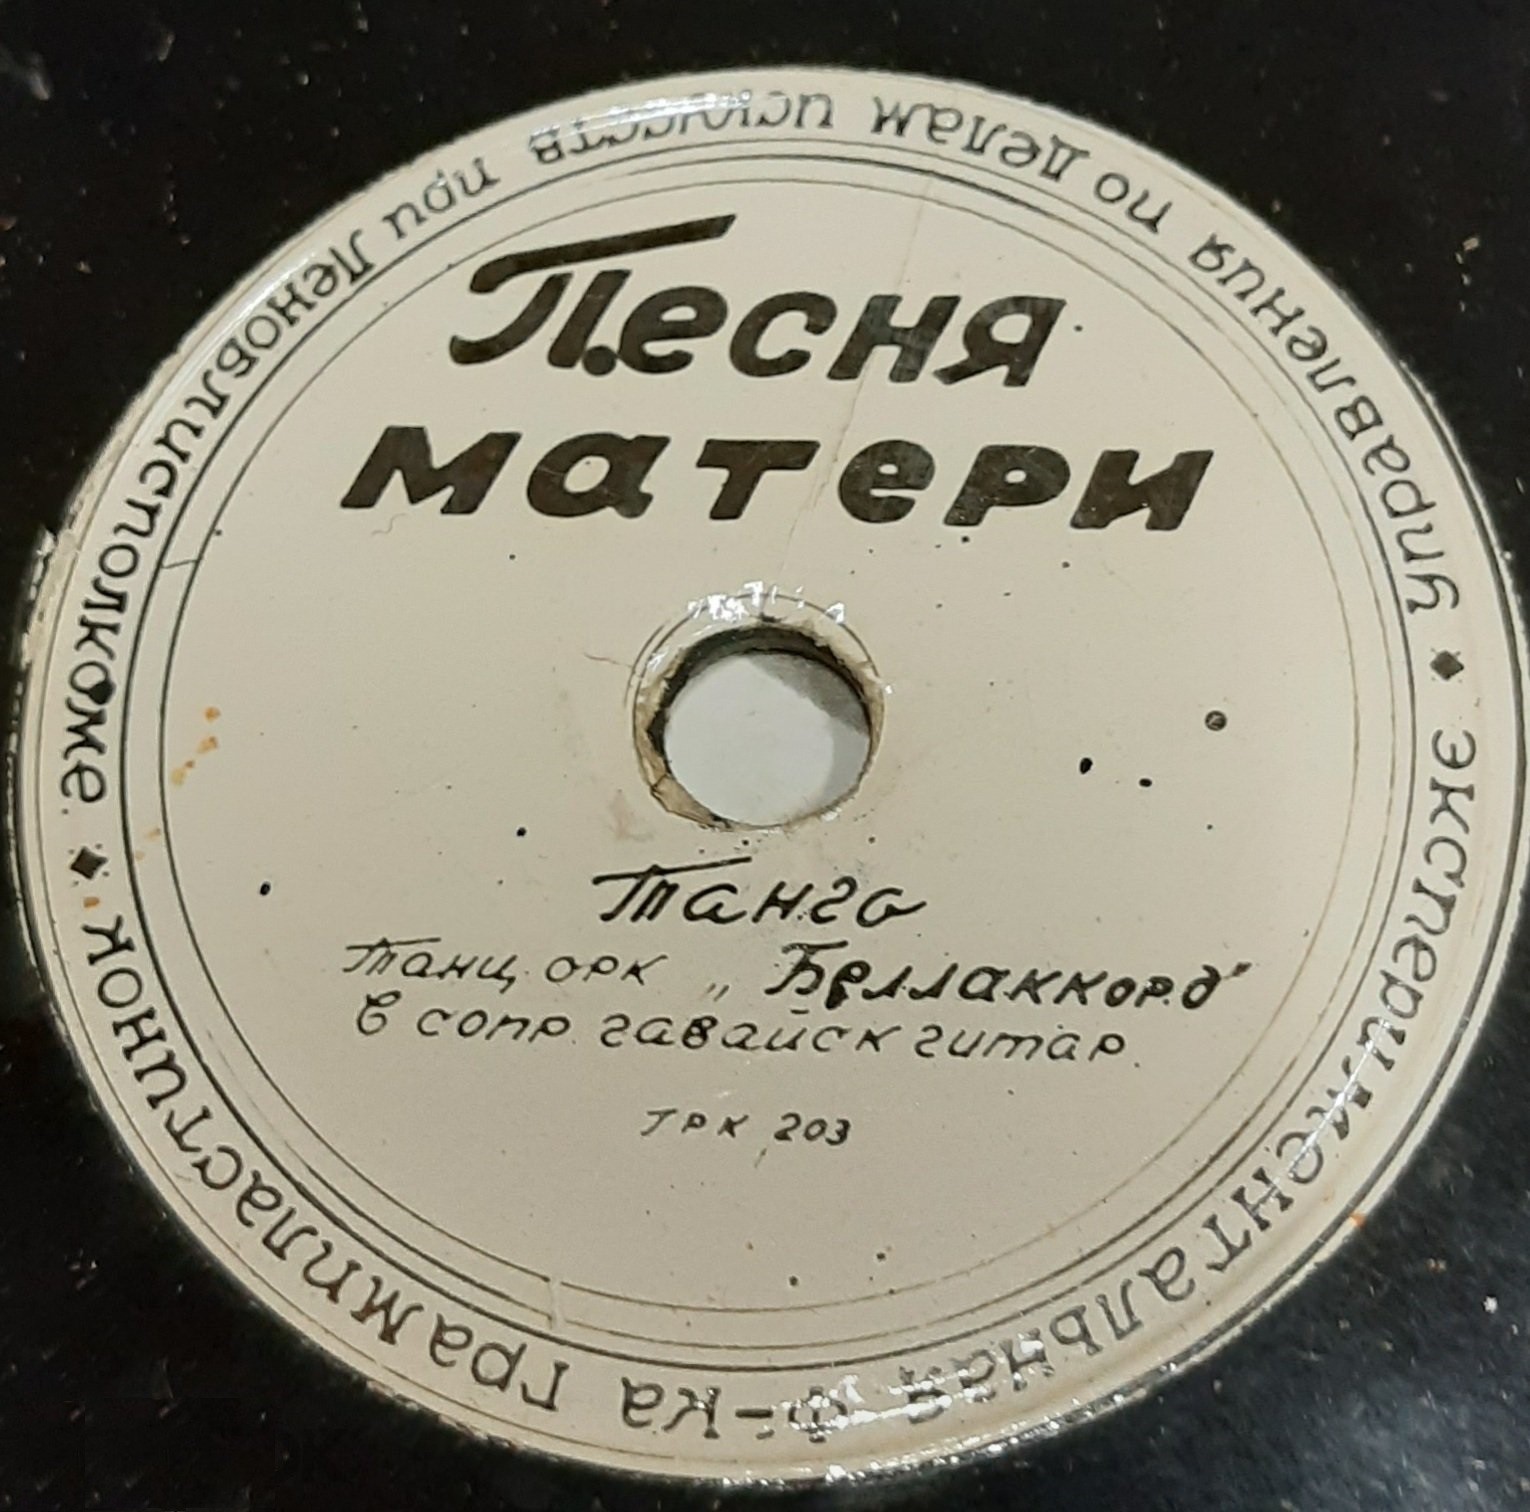 Песня
матери
Танго
Танц. орк „Беллаккорд"
в сопр. гавайск гитар.
ГРК 203
♦ экспериментальная ф-ка грампластинок ♦
управления по делам искусств при Леноблисполкоме